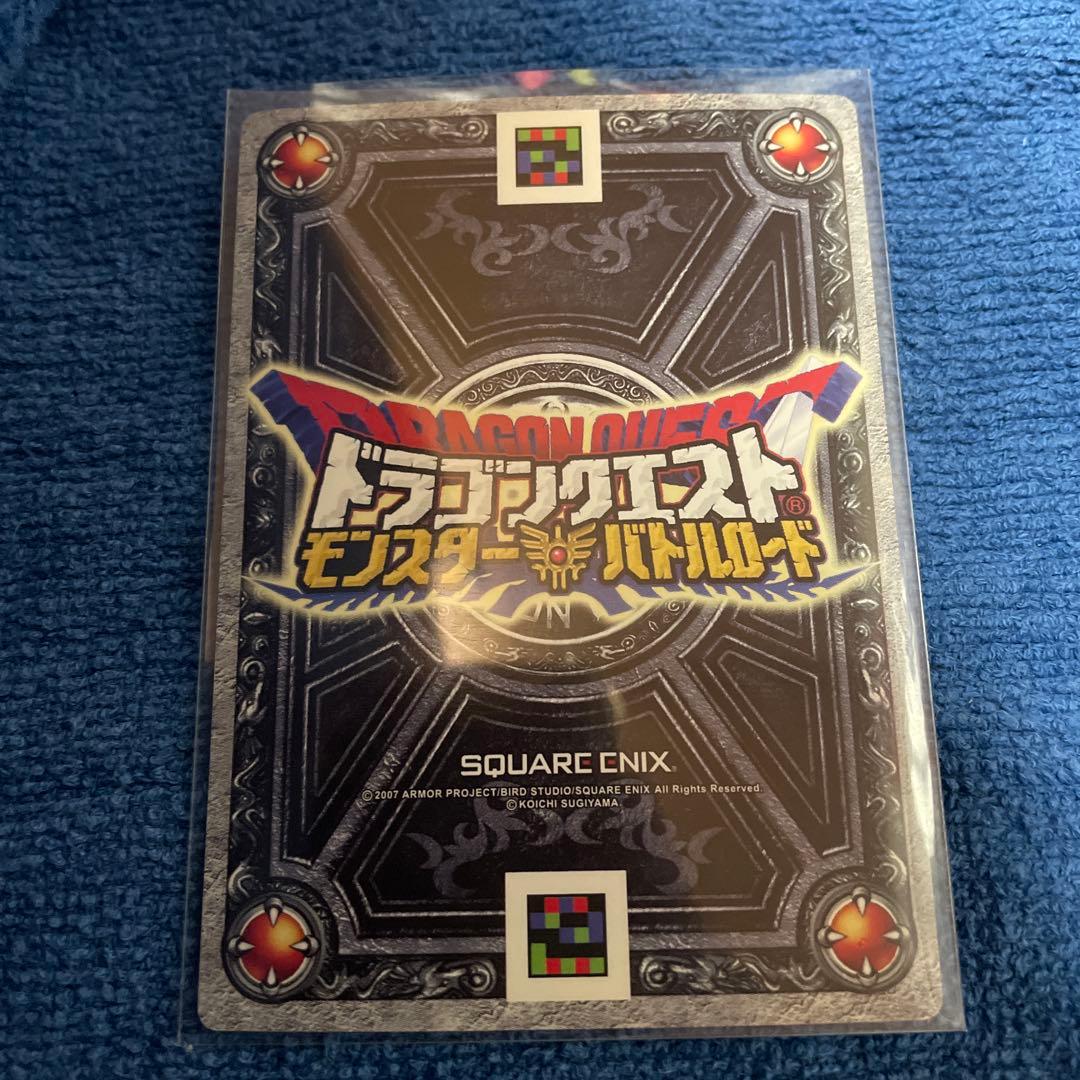 DRAGON QUEST
ドラゴンクエスト®
モンスター バトルロード
SQUARE ENIX®
©2007 ARMOR PROJECT/BIRD STUDIO/SQUARE ENIX All Rights Reserved.
©KOICHI SUGIYAMA